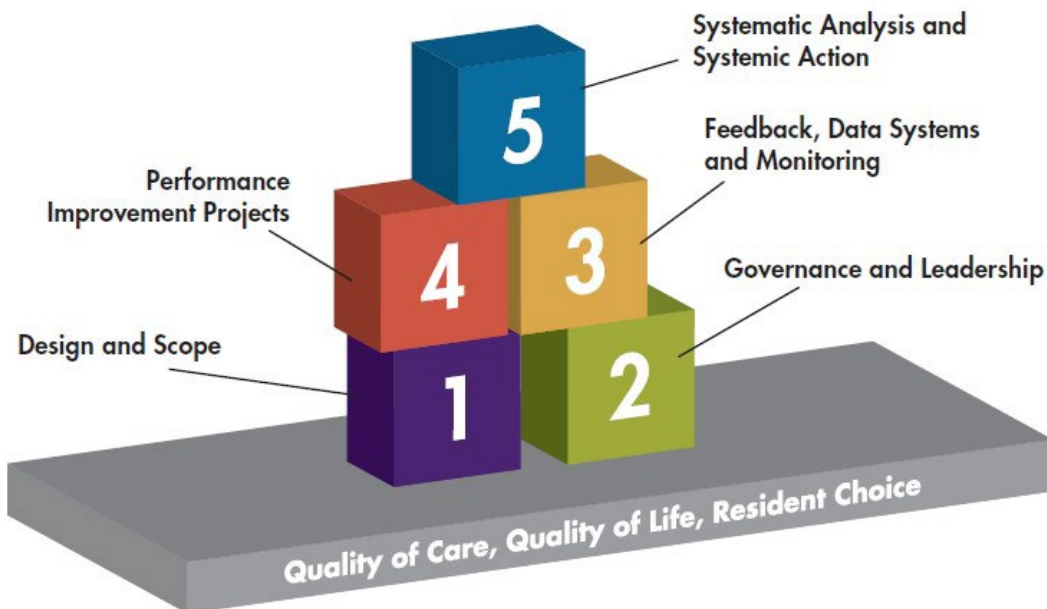 Systematic Analysis and
Systemic Action
5
Feedback, Data Systems
and Monitoring
Performance
Improvement Projects
4
3
Governance and Leadership
Design and Scope
1
2
Quality of Care, Quality of Life, Resident Choice